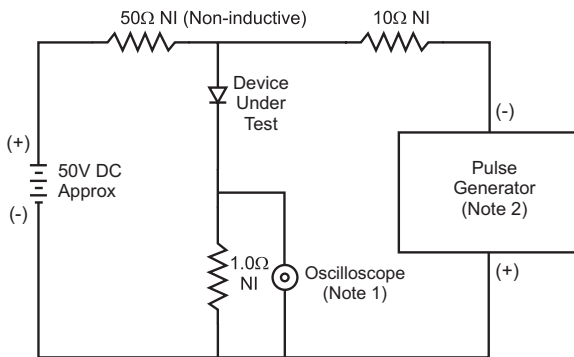 50Ω NI (Non-inductive)
10Ω NI
Device
Under
Test
(-)
(+)
50V DC
Approx
(-)
Pulse
Generator
(Note 2)
1.0Ω
NI
Oscilloscope
(Note 1)
(+)